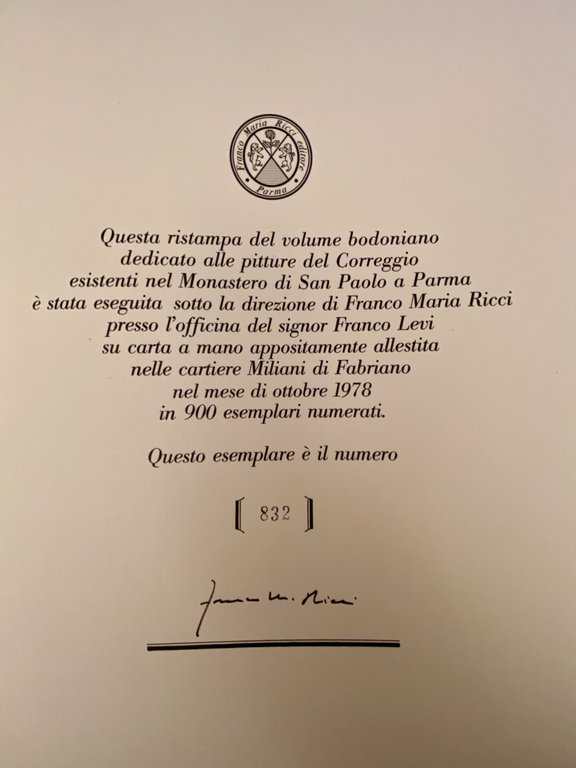 Franco Maria Ricci editore
Parma
Questa ristampa del volume bodoniano
dedicato alle pitture del Correggio
esistenti nel Monastero di San Paolo a Parma
è stata eseguita sotto la direzione di Franco Maria Ricci
presso l'officina del signor Franco Levi
su carta a mano appositamente allestita
nelle cartiere Miliani di Fabriano
nel mese di ottobre 1978
in 900 esemplari numerati.
Questo esemplare è il numero
[ 832 ]
Franco M. Ricci